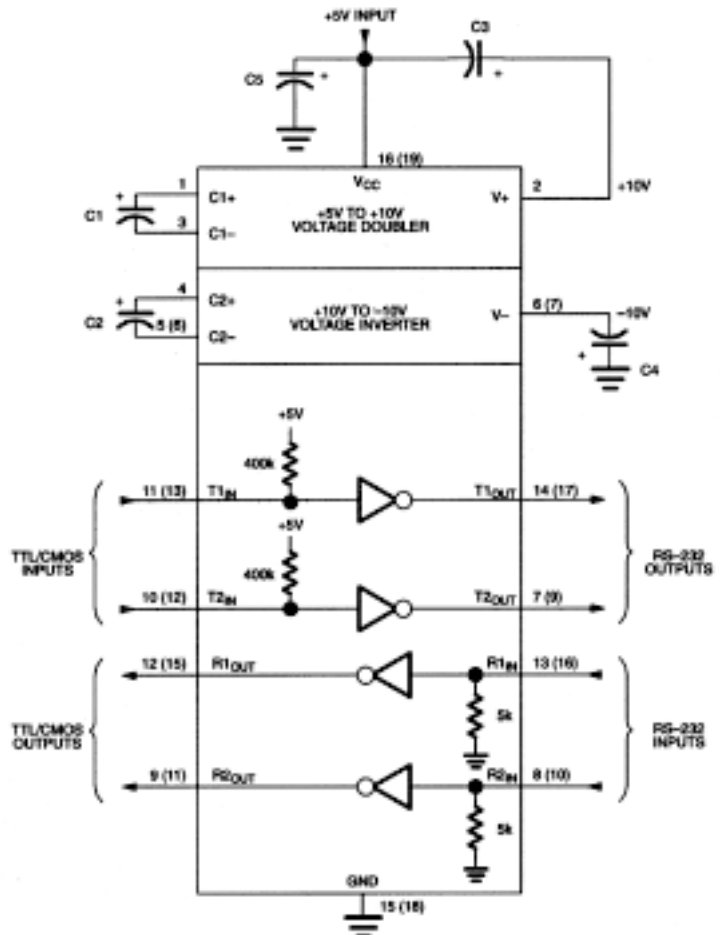 +5V INPUT
C3
C5
+
+
16 (19)
VCC
1
C1+
+5V TO +10V
VOLTAGE DOUBLER
V+
2
+10V
+
C1
3
C1−
4
C2+
+10V TO −10V
VOLTAGE INVERTER
V−
6 (7)
−10V
+
C2
5 (6)
C2−
+
C4
+5V
400k
11 (13)
T1IN
T1OUT
14 (17)
+5V
TTL/CMOS
INPUTS
400k
RS−232
OUTPUTS
10 (12)
T2IN
T2OUT
7 (9)
12 (15)
R1OUT
R1IN
13 (16)
5k
TTL/CMOS
OUTPUTS
RS−232
INPUTS
9 (11)
R2OUT
R2IN
8 (10)
5k
GND
15 (18)